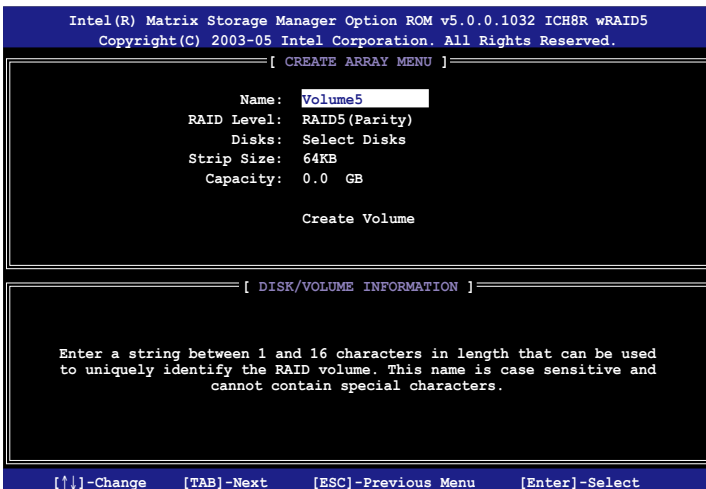 Intel(R) Matrix Storage Manager Option ROM v5.0.0.1032 ICH8R wRAID5
Copyright(C) 2003-05 Intel Corporation. All Rights Reserved.
[ CREATE ARRAY MENU ]
Name: Volume5
RAID Level: RAID5(Parity)
Disks: Select Disks
Strip Size: 64KB
Capacity: 0.0 GB
Create Volume
[ DISK/VOLUME INFORMATION ]
Enter a string between 1 and 16 characters in length that can be used
to uniquely identify the RAID volume. This name is case sensitive and
cannot contain special characters.
[↑↓]-Change [TAB]-Next [ESC]-Previous Menu [Enter]-Select